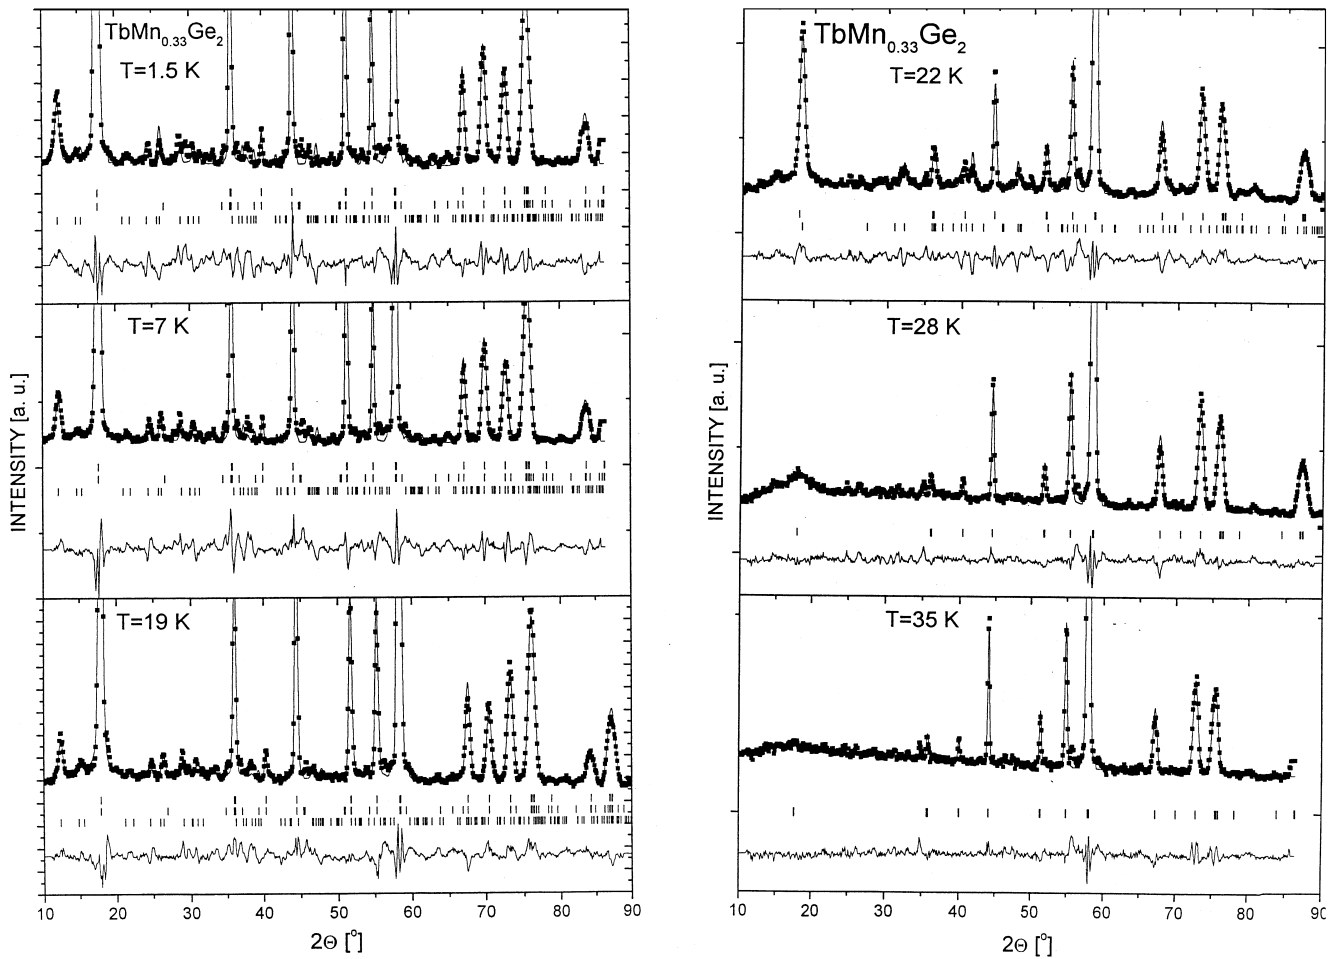 TbMn0.33Ge2
T=1.5 K
T=7 K
T=19 K
INTENSITY [a. u.]
10 20 30 40 50 60 70 80 90
2Θ [°]
TbMn0.33Ge2
T=22 K
T=28 K
T=35 K
INTENSITY [a. u.]
10 20 30 40 50 60 70 80 90
2Θ [°]